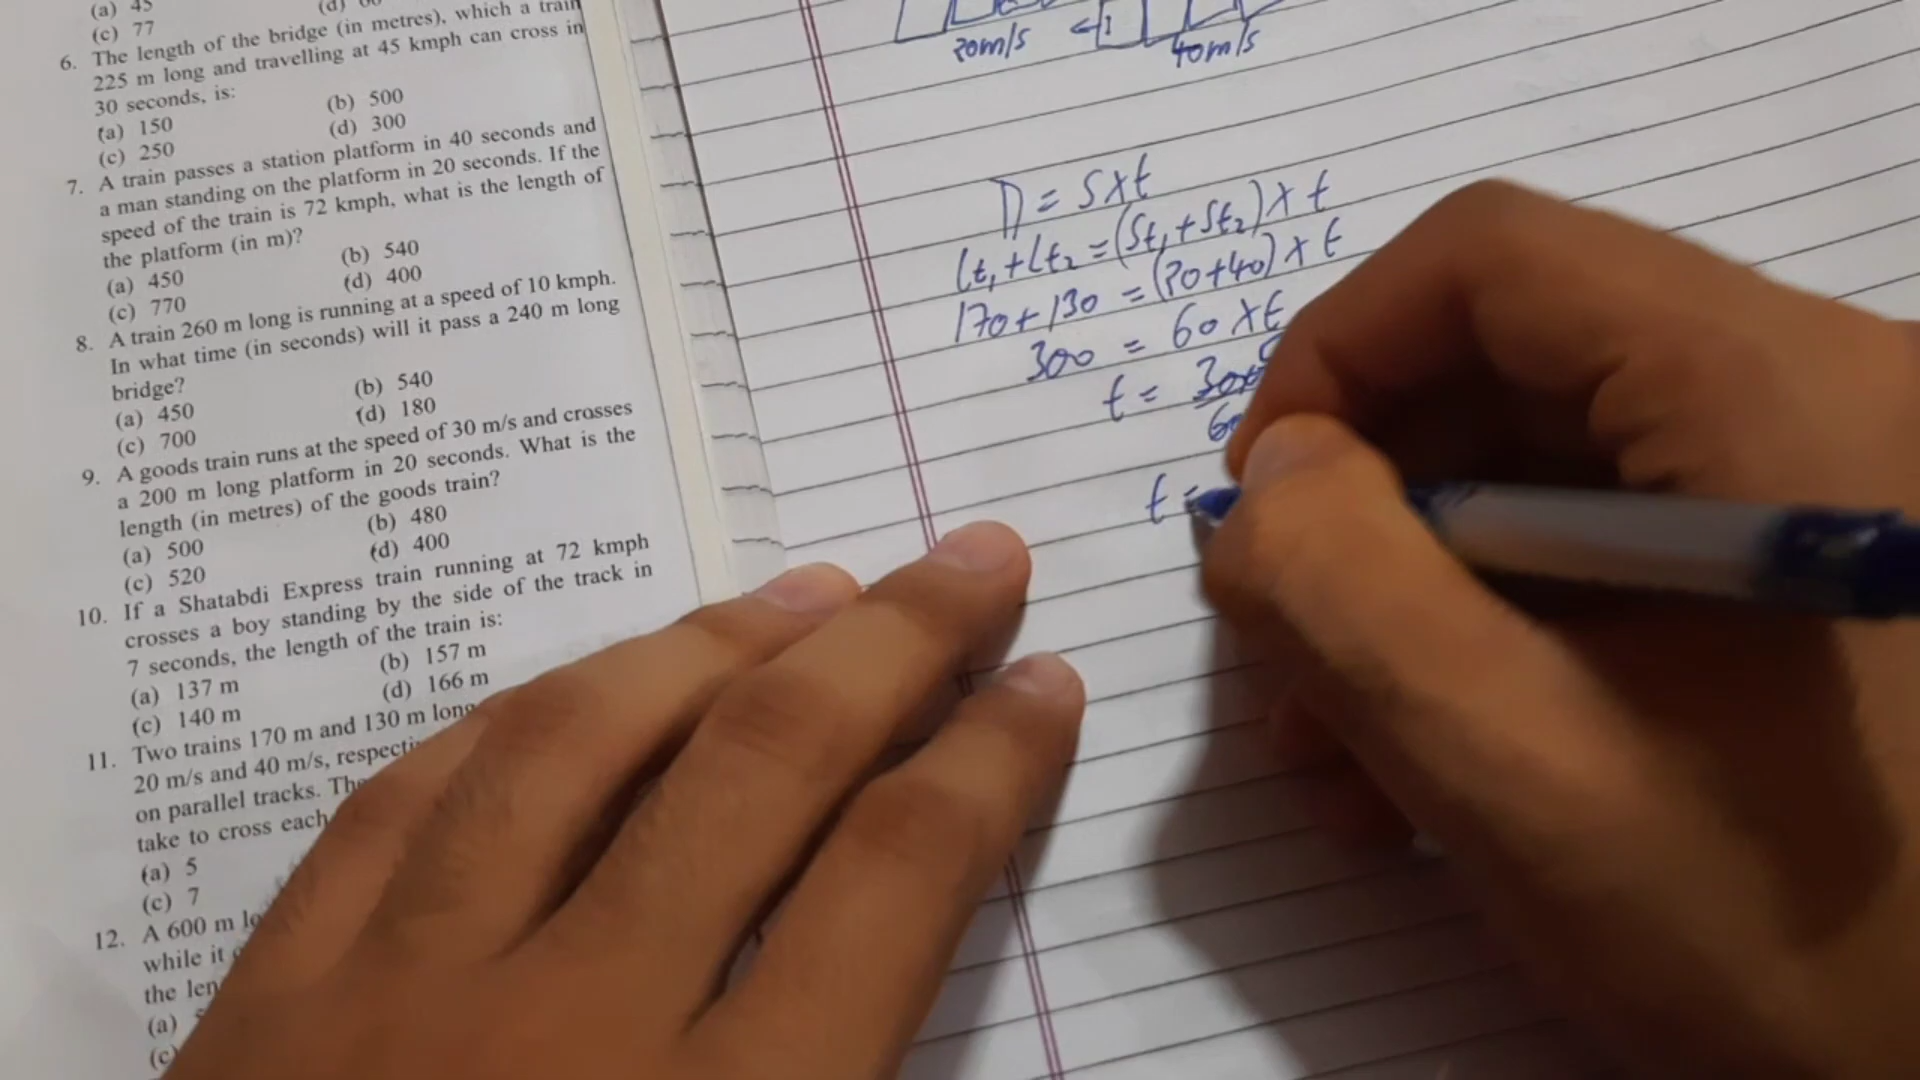 (a) 45
(c) 77
6. The length of the bridge (in metres), which a train
225 m long and travelling at 45 kmph can cross in
30 seconds, is:
(a) 150 (b) 500
(c) 250 (d) 300
7. A train passes a station platform in 40 seconds and
a man standing on the platform in 20 seconds. If the
speed of the train is 72 kmph, what is the length of
the platform (in m)?
(a) 450 (b) 540
(c) 770 (d) 400
8. A train 260 m long is running at a speed of 10 kmph.
In what time (in seconds) will it pass a 240 m long
bridge?
(a) 450 (b) 540
(c) 700 (d) 180
9. A goods train runs at the speed of 30 m/s and crosses
a 200 m long platform in 20 seconds. What is the
length (in metres) of the goods train?
(a) 500 (b) 480
(c) 520 (d) 400
10. If a Shatabdi Express train running at 72 kmph
crosses a boy standing by the side of the track in
7 seconds, the length of the train is:
(a) 137 m (b) 157 m
(c) 140 m (d) 166 m
11. Two trains 170 m and 130 m long
20 m/s and 40 m/s,
on parallel tracks.
take to cross each
(a) 5
(c) 7
12. A 600 m
while it
the
(a)
(c)
20m/s 40m/s
D = S×t
Lt1+Lt2 = (St1+St2)×t
170+130 = (20+40)×t
300 = 60×t
t = 300
60
t =